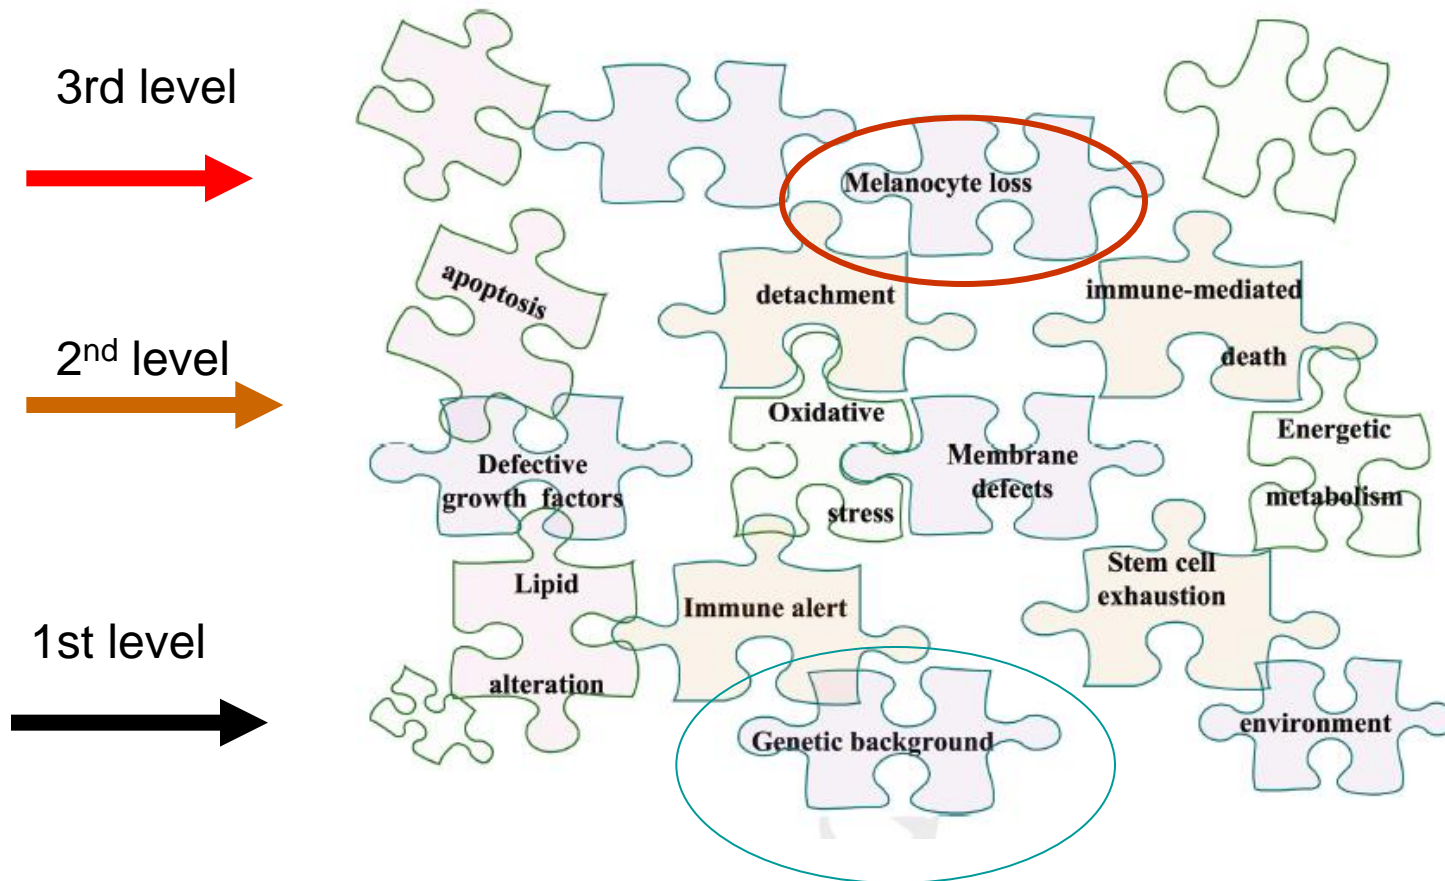 3rd level
Melanocyte loss
apoptosis
detachment
immune-mediated
death
2nd level
Oxidative
stress
Energetic
metabolism
Defective
growth factors
Membrane
defects
Lipid
alteration
Immune alert
Stem cell
exhaustion
1st level
Genetic background
environment